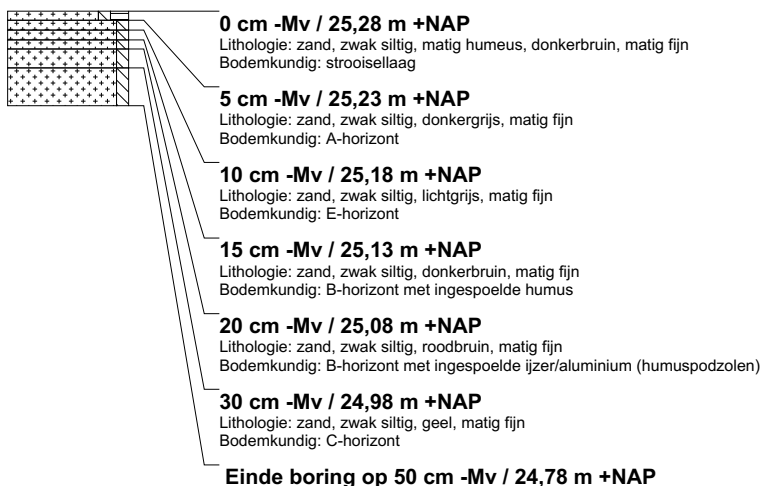 0 cm -Mv / 25,28 m +NAP
Lithologie: zand, zwak siltig, matig humeus, donkerbruin, matig fijn
Bodemkundig: strooisellaag
5 cm -Mv / 25,23 m +NAP
Lithologie: zand, zwak siltig, donkergrijs, matig fijn
Bodemkundig: A-horizont
10 cm -Mv / 25,18 m +NAP
Lithologie: zand, zwak siltig, lichtgrijs, matig fijn
Bodemkundig: E-horizont
15 cm -Mv / 25,13 m +NAP
Lithologie: zand, zwak siltig, donkerbruin, matig fijn
Bodemkundig: B-horizont met ingespoelde humus
20 cm -Mv / 25,08 m +NAP
Lithologie: zand, zwak siltig, roodbruin, matig fijn
Bodemkundig: B-horizont met ingespoelde ijzer/aluminium (humuspodzolen)
30 cm -Mv / 24,98 m +NAP
Lithologie: zand, zwak siltig, geel, matig fijn
Bodemkundig: C-horizont
Einde boring op 50 cm -Mv / 24,78 m +NAP